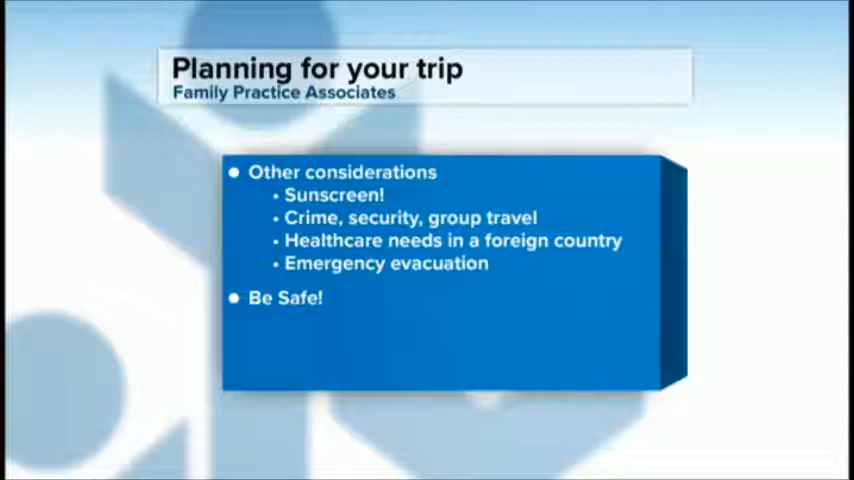 Planning for your trip
Family Practice Associates
● Other considerations
• Sunscreen!
• Crime, security, group travel
• Healthcare needs in a foreign country
• Emergency evacuation
● Be Safe!